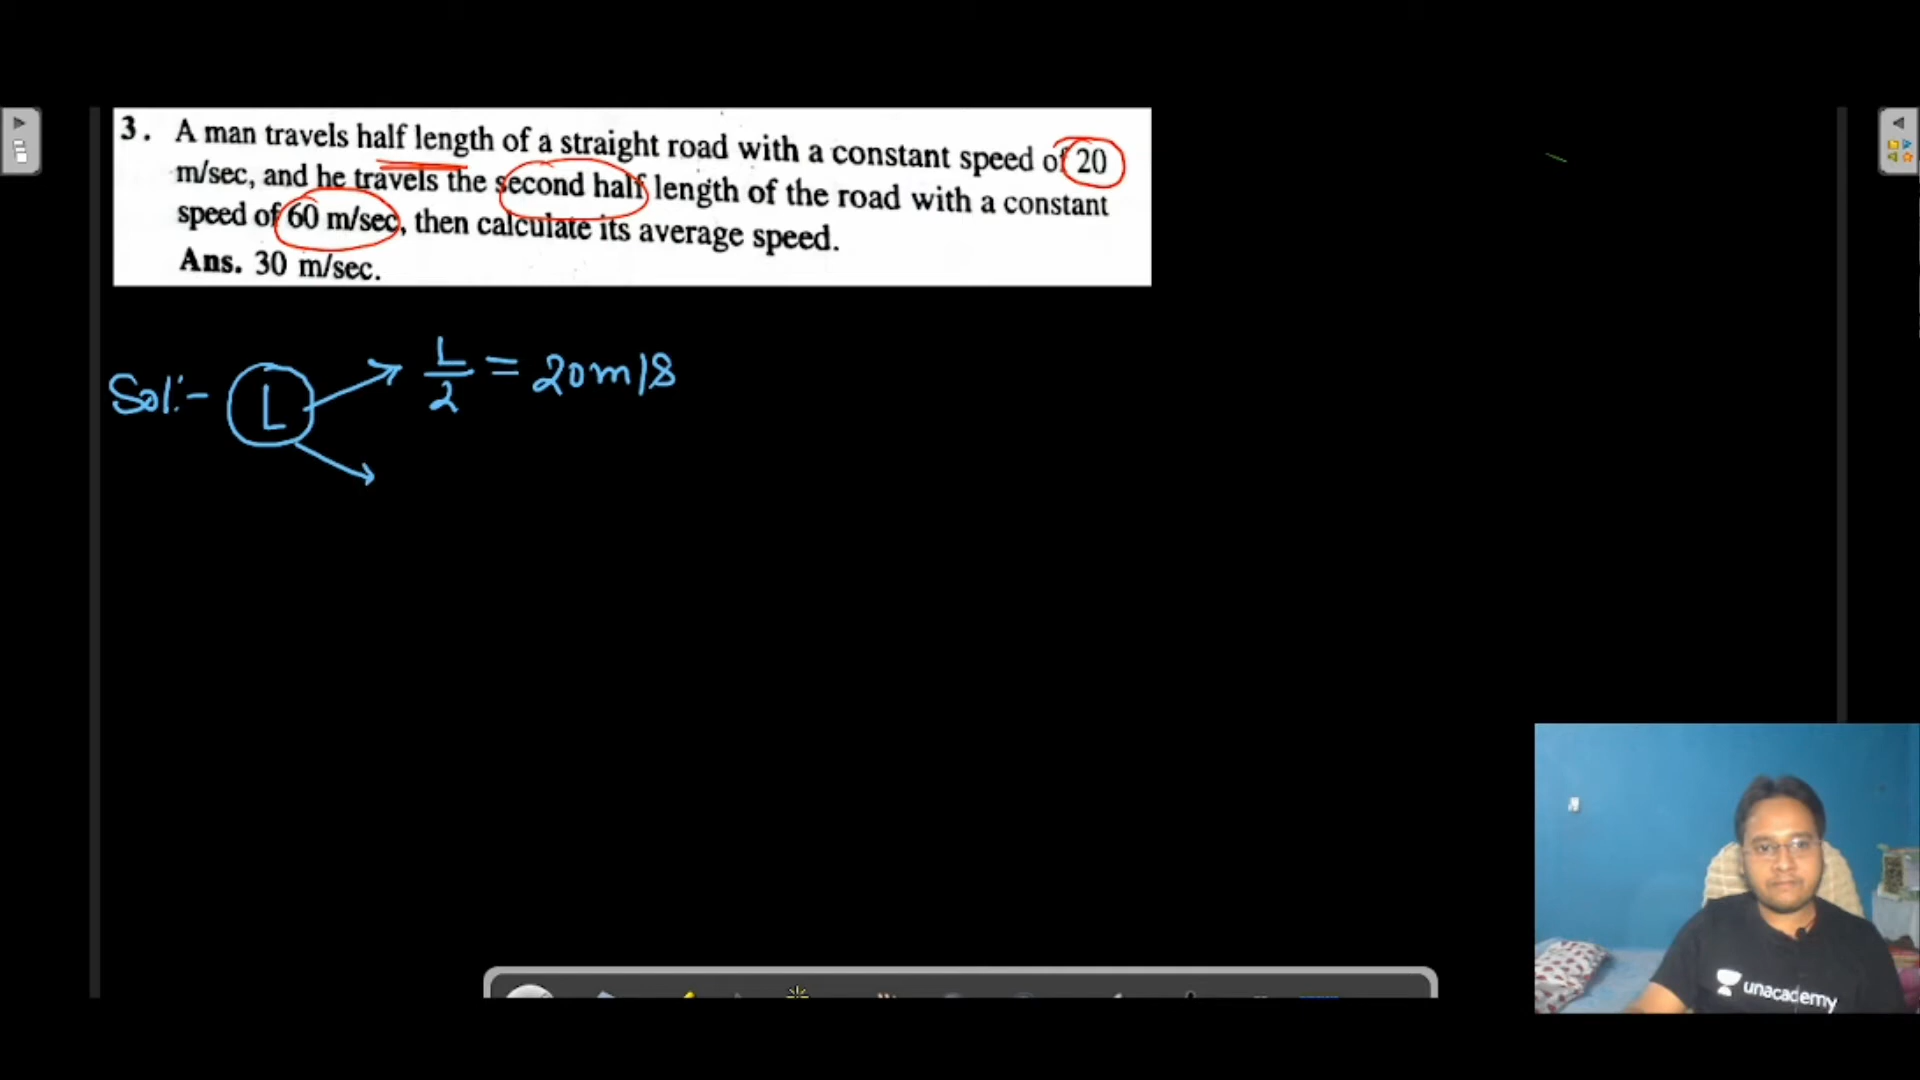 3. A man travels half length of a straight road with a constant speed of 20
m/sec, and he travels the second half length of the road with a constant
speed of 60 m/sec, then calculate its average speed.
Ans. 30 m/sec.
Sol:- L L/2 = 20m/s
unacademy